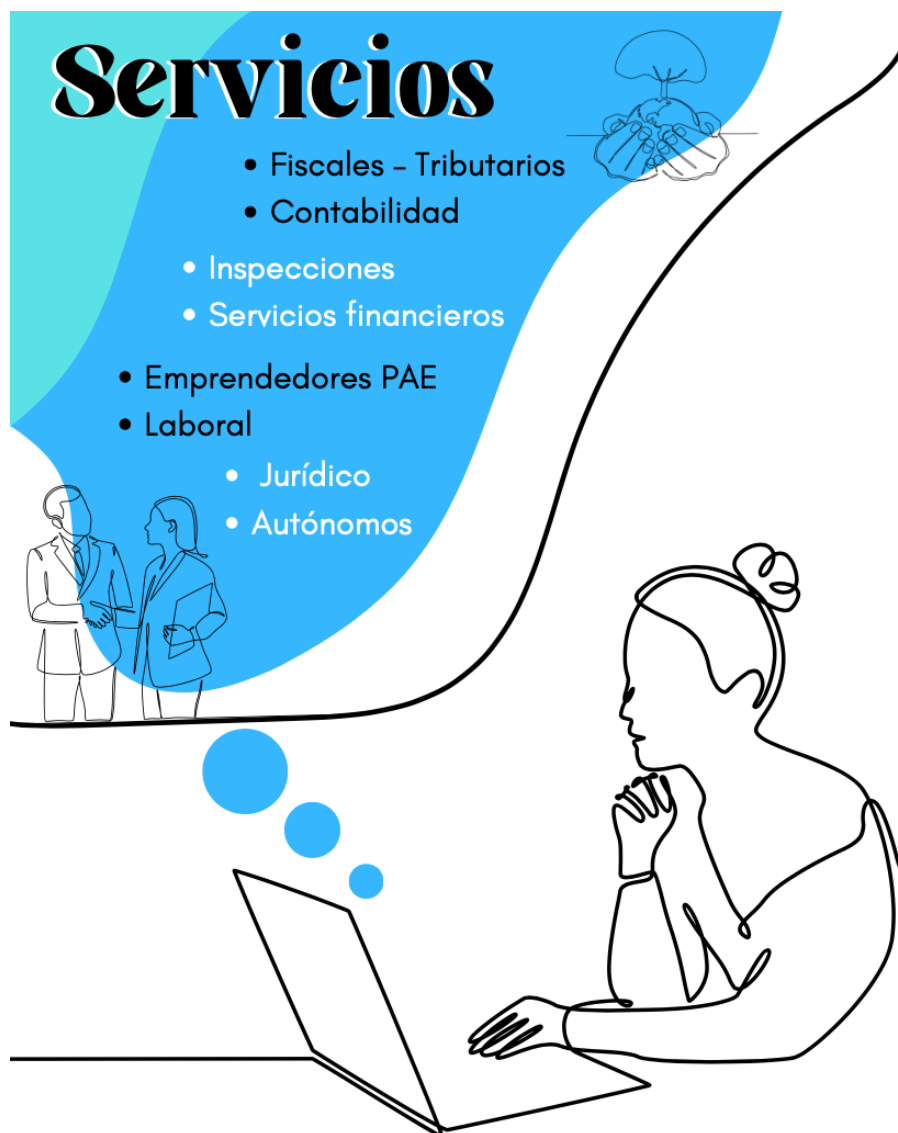 Servicios
• Fiscales - Tributarios
• Contabilidad
• Inspecciones
• Servicios financieros
• Emprendedores PAE
• Laboral
• Jurídico
• Autónomos